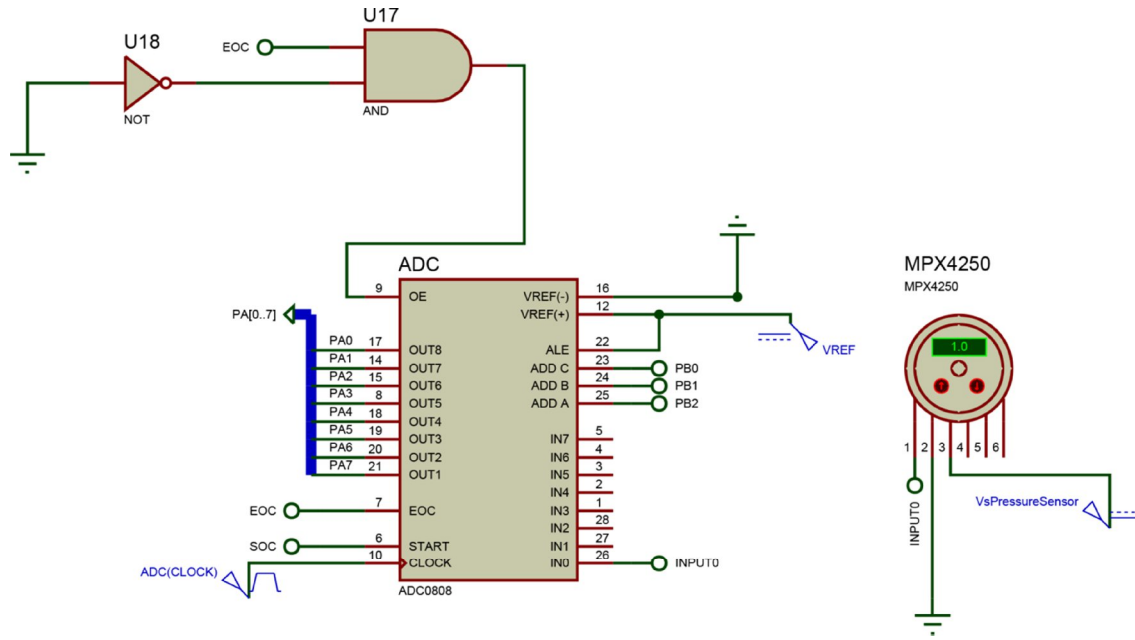 U17
U18
EOC
NOT
AND
ADC
MPX4250
MPX4250
9 OE VREF(-) 16
VREF(+) 12
PA[0..7]
VREF
1.0
PA0 17 OUT8 ALE 22
PA1 14 OUT7 ADD C 23 PB0
PA2 15 OUT6 ADD B 24 PB1
PA3 8 OUT5 ADD A 25 PB2
PA4 18 OUT4
PA5 19 OUT3 IN7 5
PA6 20 OUT2 IN6 4
PA7 21 OUT1 IN5 3
IN4 2
EOC 7 EOC IN3 1
IN2 28
SOC 6 START IN1 27
ADC(CLOCK) 10 CLOCK IN0 26 INPUT0
ADC0808
1 2 3 4 5 6
VsPressureSensor
INPUT0